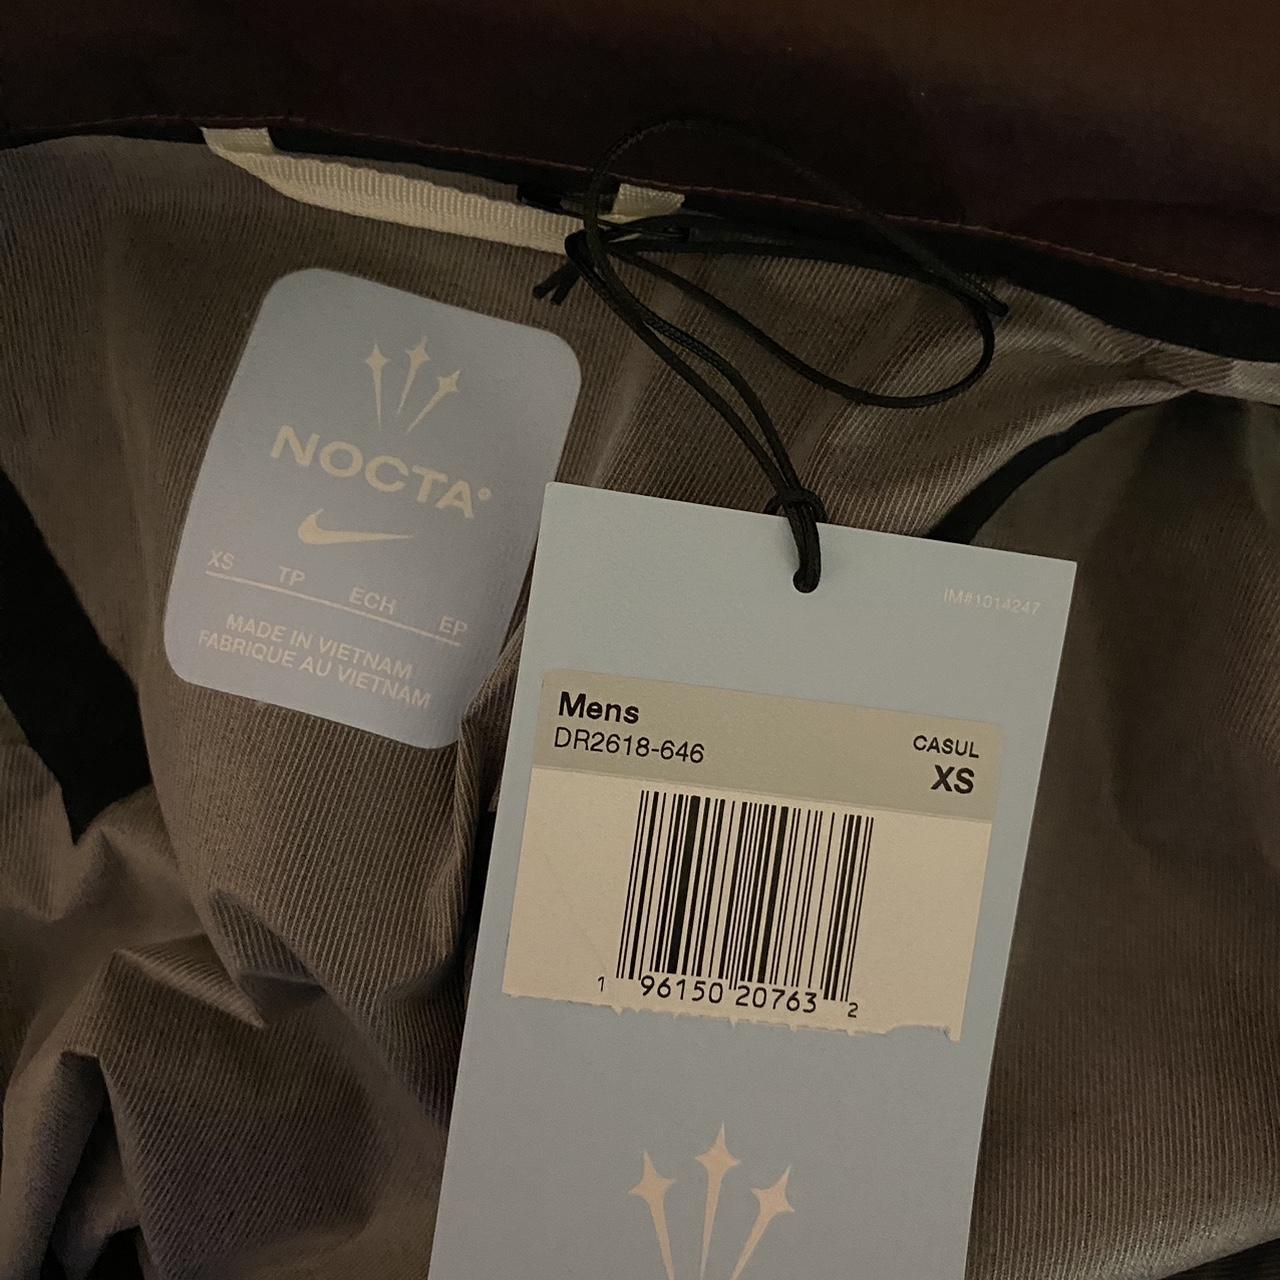 NOCTA®
XS TP ECH EP
MADE IN VIETNAM
FABRIQUE AU VIETNAM
IM#1014247
Mens
DR2618-646
CASUL
XS
1 96150 20763 2